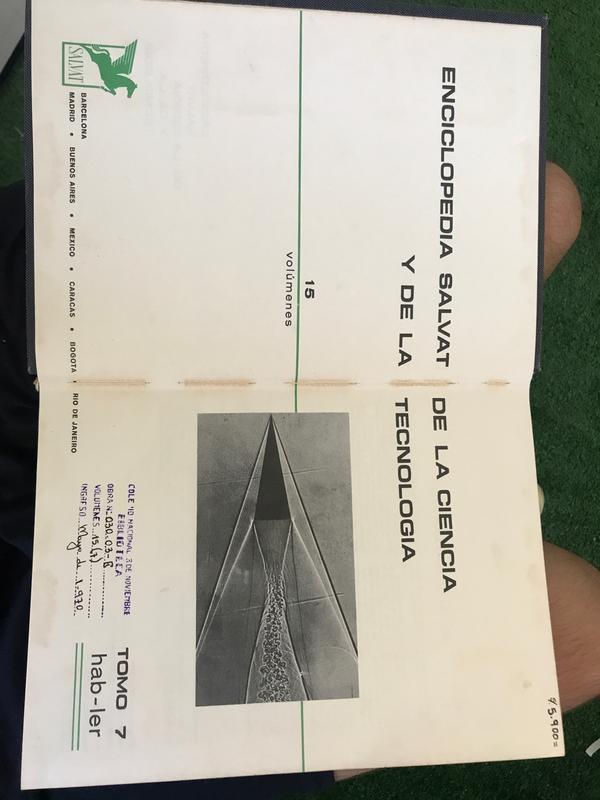 ENCICLOPEDIA SALVAT DE LA CIENCIA
Y DE LA TECNOLOGIA
15
volúmenes
SALVAT
BARCELONA
MADRID • BUENOS AIRES • MEXICO • CARACAS • BOGOTA • RIO DE JANEIRO
COLEGIO NACIONAL 3 DE NOVIEMBRE
BIBLIOTECA
OBRA N: 030.03-B
VOLUMENES 15 (7)
INGRESO Mayo de 1.970
TOMO 7
hab-ler
5.900=